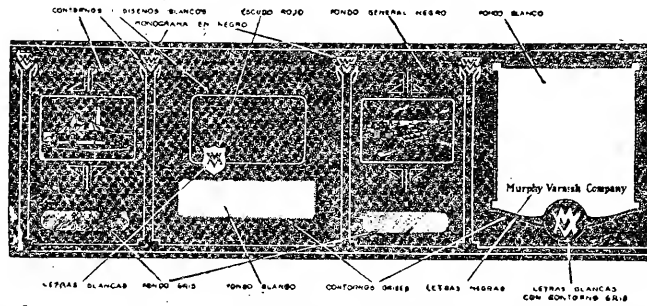 CONTORNOS Y DISEÑOS BLANCOS
ESCUDO ROJO
FONDO GENERAL NEGRO
FONDO BLANCO
MONOGRAMA EN NEGRO
Murphy Varnish Company
LETRAS BLANCAS
FONDO GRIS
FONDO BLANCO
CONTORNOS GRISES
LETRAS NEGRAS
LETRAS BLANCAS
CON CONTORNO GRIS